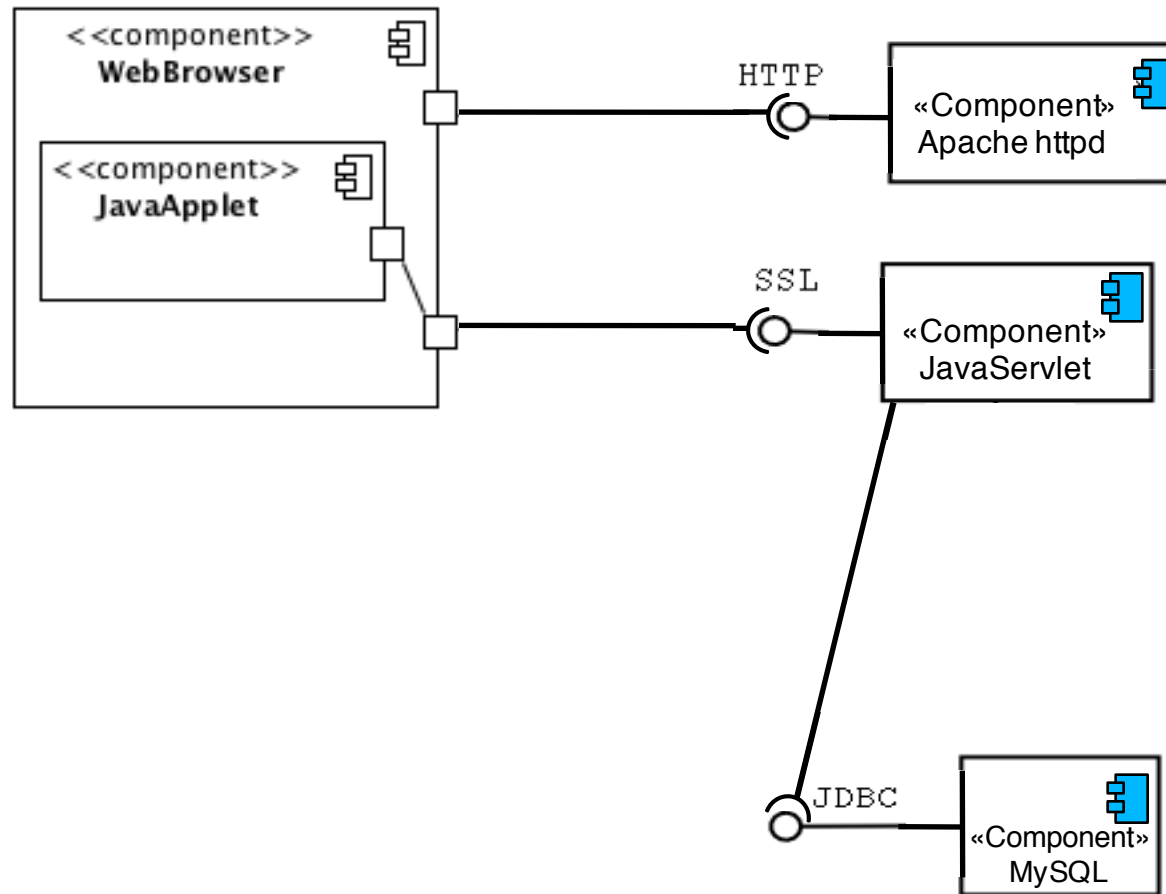 <<component>>
WebBrowser
<<component>>
JavaApplet
HTTP
«Component»
Apache httpd
SSL
«Component»
JavaServlet
JDBC
«Component»
MySQL